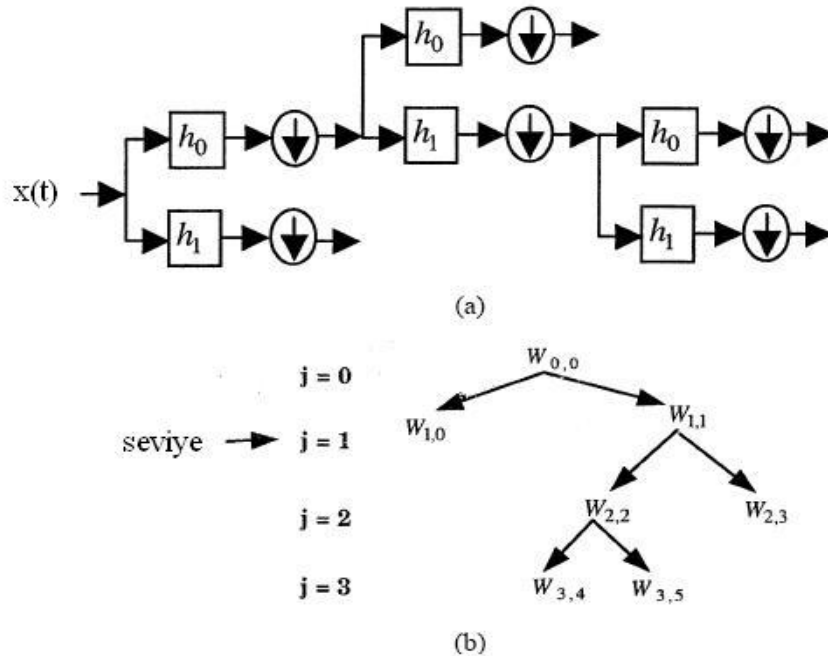 h₀
h₀ h₁ h₀
x(t)
h₁ h₁
(a)
j = 0 W₀,₀
seviye j = 1 W₁,₀ W₁,₁
j = 2 W₂,₂ W₂,₃
j = 3 W₃,₄ W₃,₅
(b)